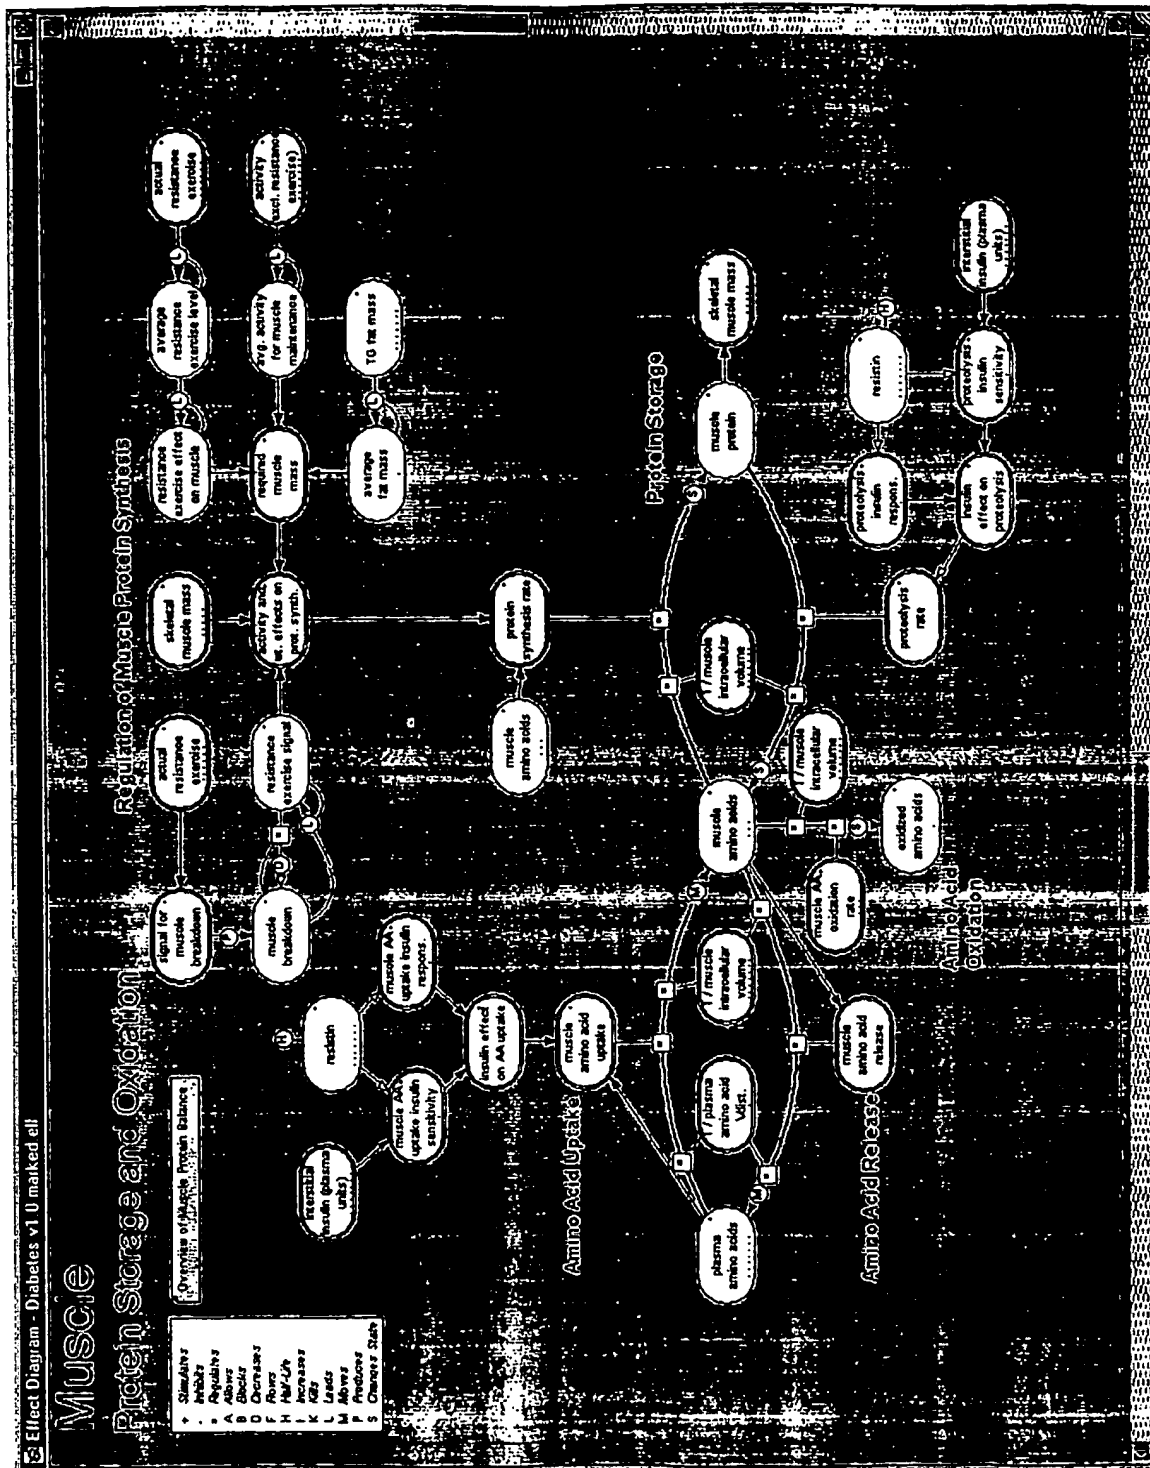 Effect Diagram - Diabetes v1.0 marked ell
Muscle
Protein Storage and Oxidation
Overview of Muscle Protein Balance
+ Stimulates
- Inhibits
= Regulates
A Allows
B Blocks
D Decreases
F Flows
H Half-Life
I Increases
K Kills
L Leads
M Moves
P Produces
S Changes State
Regulation of Muscle Protein Synthesis
signal for
muscle
breakdown
actual
resistance
exercise
skeletal
muscle mass
resistance
exercise effect
on muscle
average
resistance
exercise level
actual
resistance
exercise
muscle
breakdown
resistance
exercise signal
activity and
wt. effects on
prot. synth.
required
muscle
mass
avg. activity
for muscle
maintenance
activity
(excl. resistance
exercise)
average
fat mass
TG fat mass
interstitial
insulin (plasma
units)
resistin
muscle AA
uptake insulin
sensitivity
muscle AA
uptake insulin
respons.
insulin effect
on AA uptake
muscle
amino acids
protein
synthesis rate
Amino Acid Uptake
muscle
amino acid
uptake
Protein Storage
plasma
amino acids
1 / plasma
amino acid
V.dist.
1 / muscle
intracellular
volume
muscle
amino acids
1 / muscle
intracellular
volume
muscle
protein
skeletal
muscle mass
1 / muscle
intracellular
volume
Amino Acid Release
muscle
amino acid
release
muscle AA
oxidation
rate
oxidized
amino acids
Amino Acid
Oxidation
proteolysis
rate
proteolysis
insulin
respons.
resistin
insulin
effect on
proteolysis
proteolysis
insulin
sensitivity
interstitial
insulin (plasma
units)